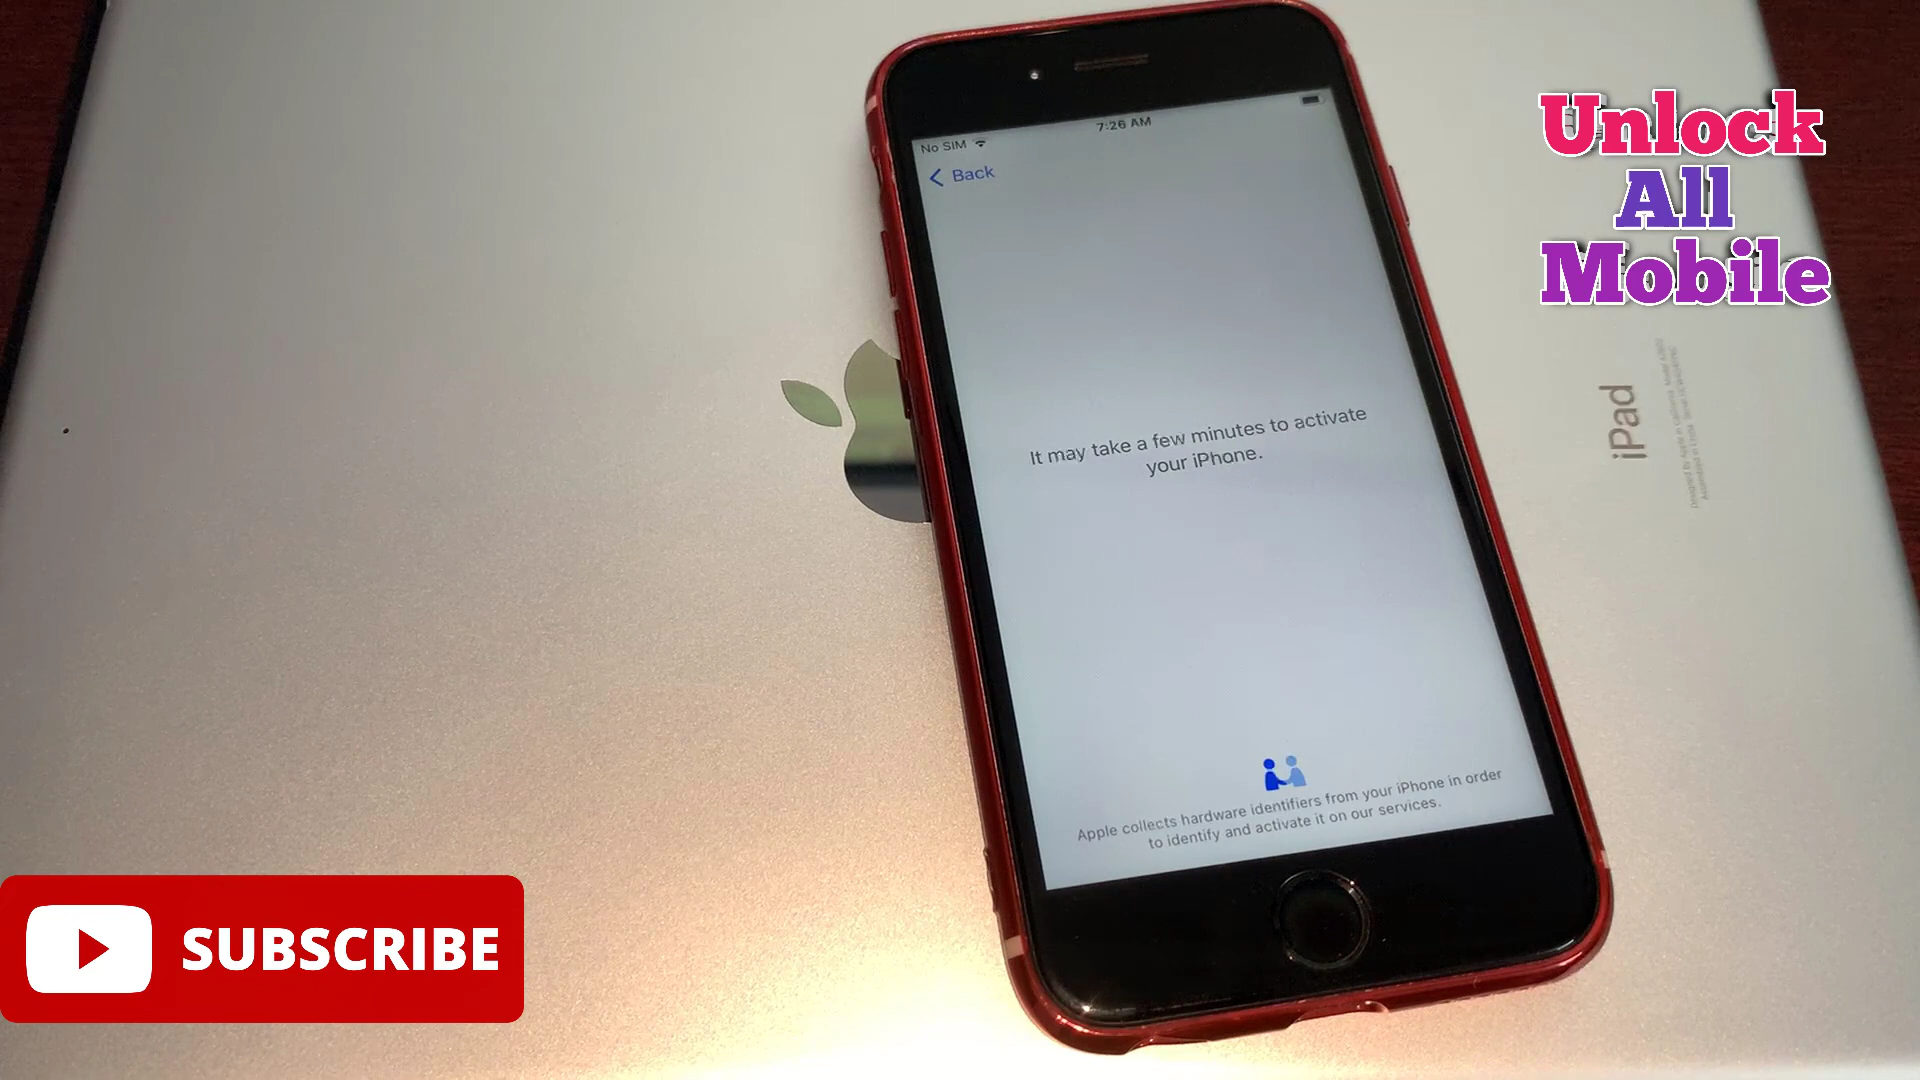 Unlock
All
Mobile
7:26 AM
No SIM
Back
It may take a few minutes to activate
your iPhone.
Apple collects hardware identifiers from your iPhone in order
to identify and activate it on our services.
iPad
SUBSCRIBE